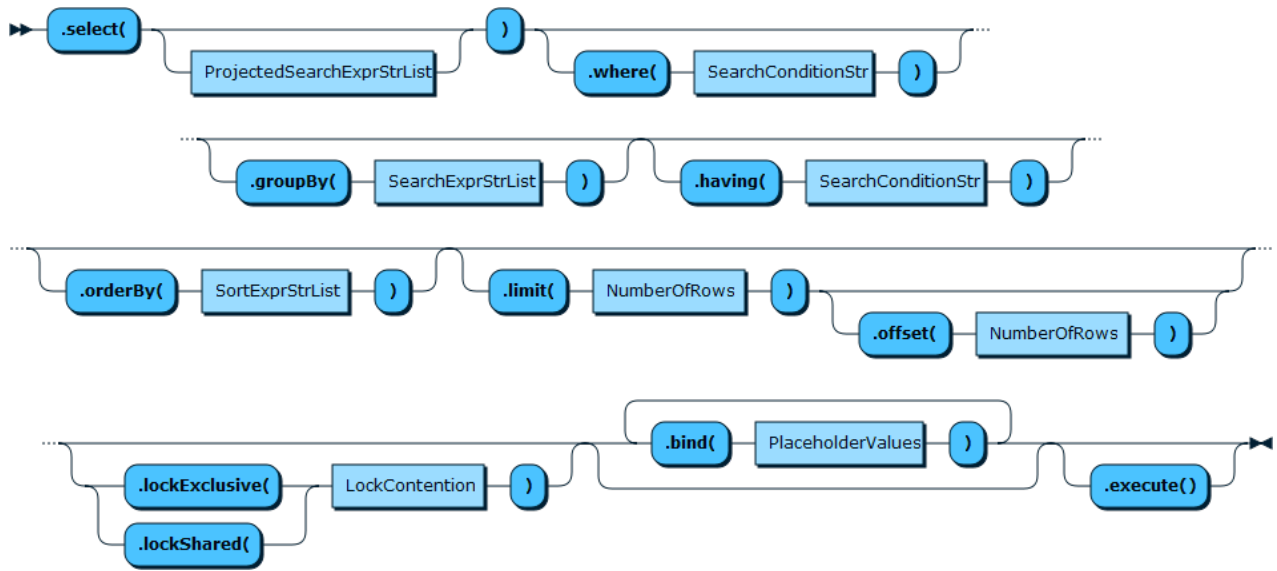 .select( ProjectedSearchExprStrList ) .where( SearchConditionStr )
.groupBy( SearchExprStrList ) .having( SearchConditionStr )
.orderBy( SortExprStrList ) .limit( NumberOfRows )
.offset( NumberOfRows )
.bind( PlaceholderValues )
.lockExclusive( LockContention ) .execute()
.lockShared(